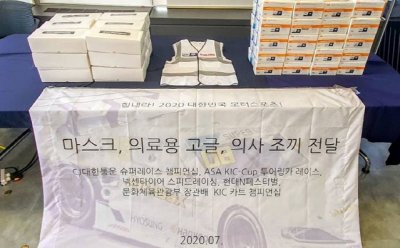 힘내라! 2020 대한민국 모터스포츠!
마스크, 의료용 고글, 의사 조끼 전달
CJ대한통운 슈퍼레이스 챔피언십, ASA KIC-Cup 투어링카 레이스,
넥센타이어 스피드레이싱, 현대N페스티벌,
문화체육관광부 장관배 KIC 카트 챔피언십
HYOSUNG
2020.07.